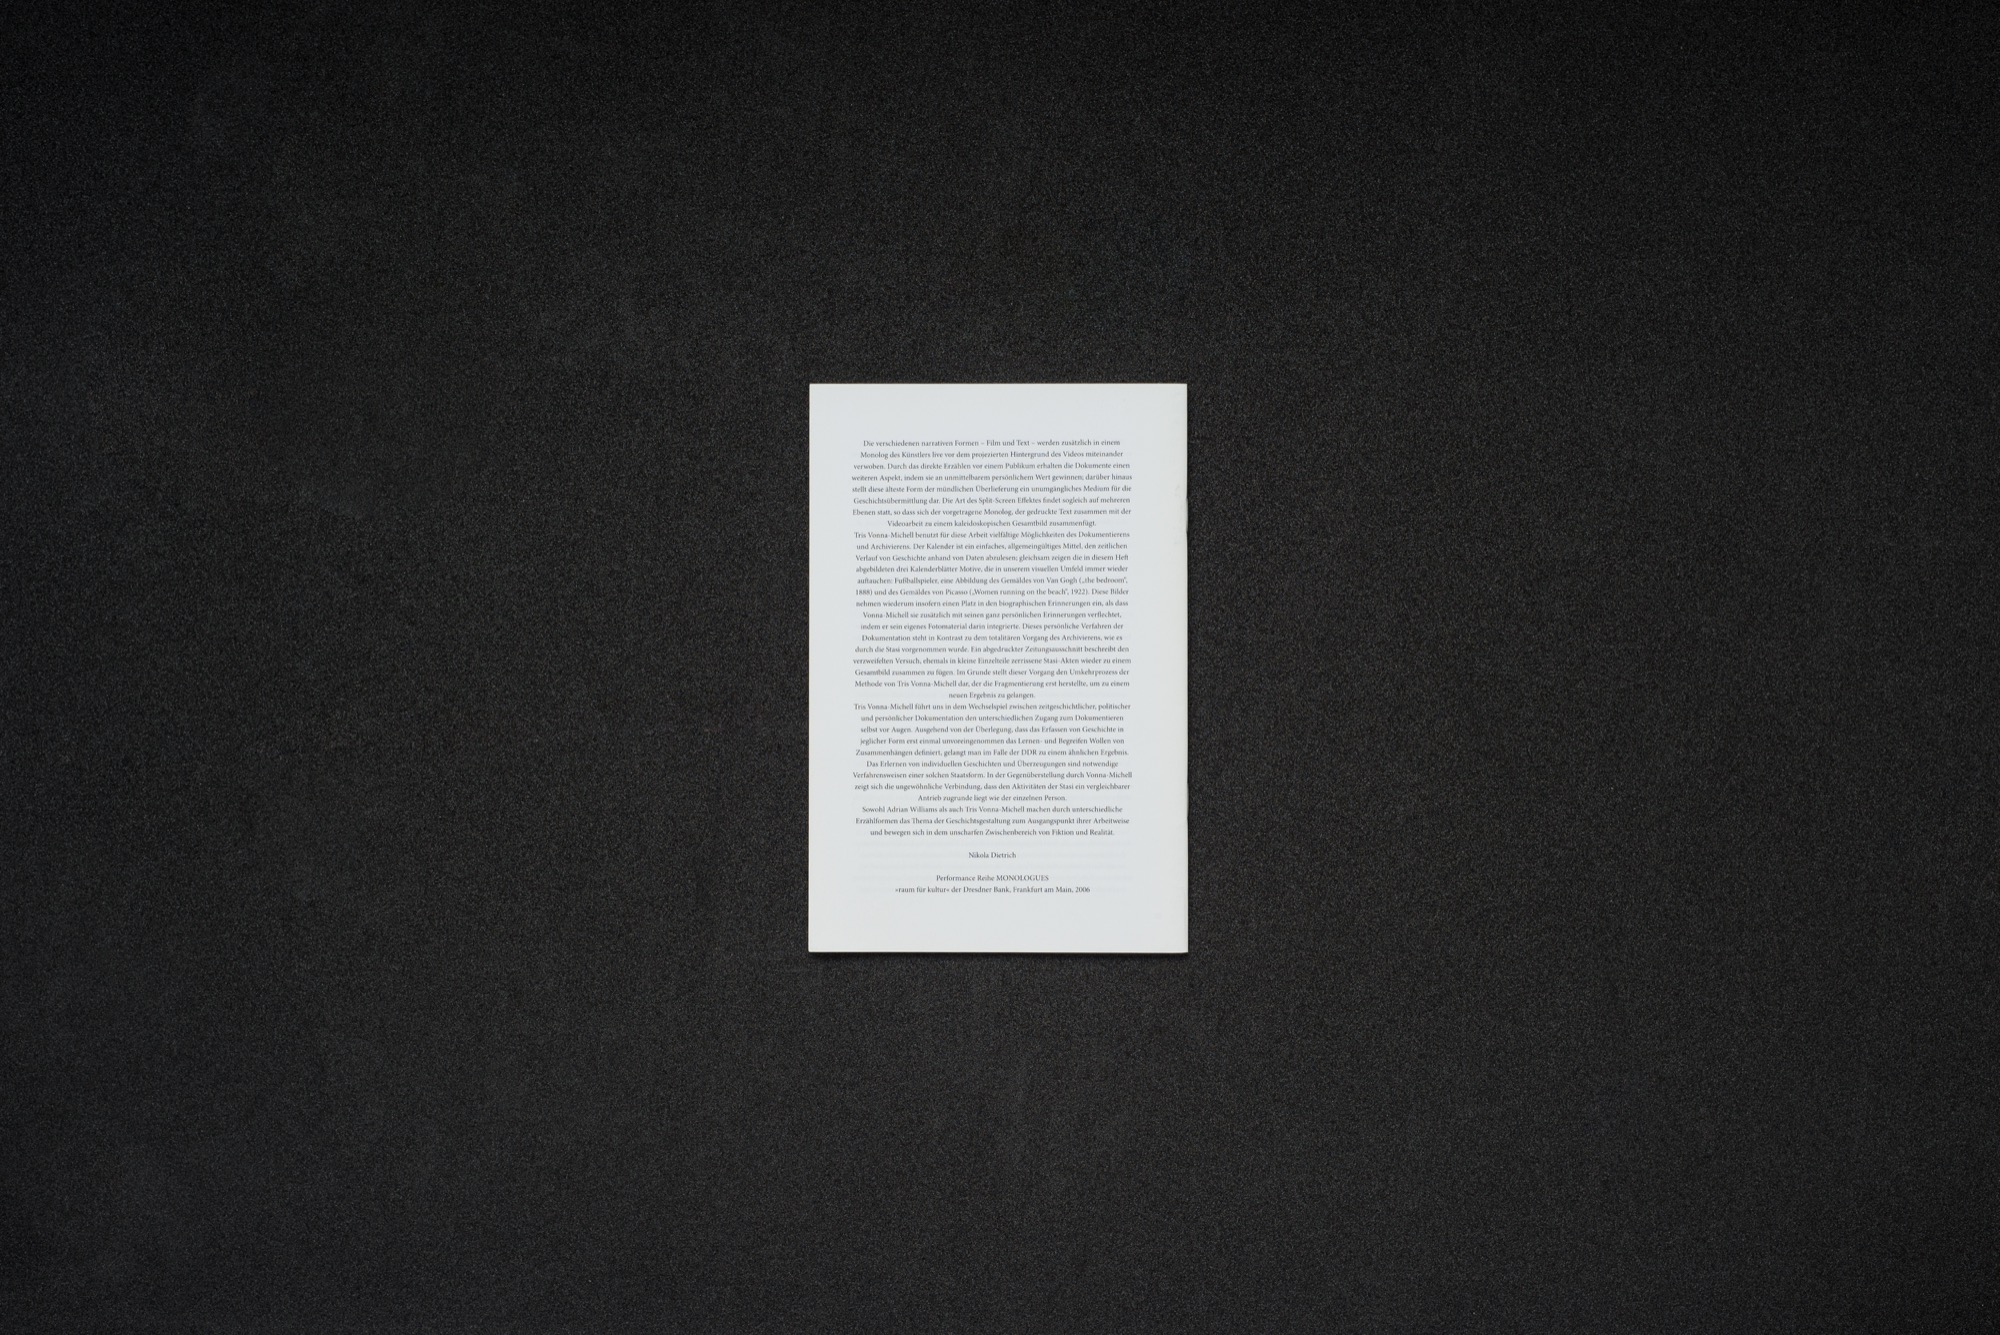 Die verschiedenen narrativen Formen – Film und Text – werden zusätzlich in einem
Monolog des Künstlers live vor dem projezierten Hintergrund des Videos miteinander
verwoben. Durch das direkte Erzählen vor einem Publikum erhalten die Dokumente einen
weiteren Aspekt, indem sie an unmittelbarem persönlichem Wert gewinnen; darüber hinaus
stellt diese älteste Form der mündlichen Überlieferung ein unumgängliches Medium für die
Geschichtsübermittlung dar. Die Art des Split-Screen Effektes findet sogleich auf mehreren
Ebenen statt, so dass sich der vorgetragene Monolog, der gedruckte Text zusammen mit der
Videoarbeit zu einem kaleidoskopischen Gesamtbild zusammenfügt.
Tris Vonna-Michell benutzt für diese Arbeit vielfältige Möglichkeiten des Dokumentierens
und Archivierens. Der Kalender ist ein einfaches, allgemeingültiges Mittel, den zeitlichen
Verlauf von Geschichte anhand von Daten abzulesen; gleichsam zeigen die in diesem Heft
abgebildeten drei Kalenderblätter Motive, die in unserem visuellen Umfeld immer wieder
auftauchen: Fußballspieler, eine Abbildung des Gemäldes von Van Gogh („the bedroom“,
1888) und des Gemäldes von Picasso („Women running on the beach“, 1922). Diese Bilder
nehmen wiederum insofern einen Platz in den biographischen Erinnerungen ein, als dass
Vonna-Michell sie zusätzlich mit seinen ganz persönlichen Erinnerungen verflechtet,
indem er sein eigenes Fotomaterial darin integrierte. Dieses persönliche Verfahren der
Dokumentation steht in Kontrast zu dem totalitären Vorgang des Archivierens, wie es
durch die Stasi vorgenommen wurde. Ein abgedruckter Zeitungsausschnitt beschreibt den
verzweifelten Versuch, ehemals in kleine Einzelteile zerrissene Stasi-Akten wieder zu einem
Gesamtbild zusammen zu fügen. Im Grunde stellt dieser Vorgang den Umkehrprozess der
Methode von Tris Vonna-Michell dar, der die Fragmentierung erst herstellte, um zu einem
neuen Ergebnis zu gelangen.
Tris Vonna-Michell führt uns in dem Wechselspiel zwischen zeitgeschichtlicher, politischer
und persönlicher Dokumentation den unterschiedlichen Zugang zum Dokumentieren
selbst vor Augen. Ausgehend von der Überlegung, dass das Erfassen von Geschichte in
jeglicher Form erst einmal unvoreingenommen das Lernen- und Begreifen Wollen von
Zusammenhängen definiert, gelangt man im Falle der DDR zu einem ähnlichen Ergebnis.
Das Erlernen von individuellen Geschichten und Überzeugungen sind notwendige
Verfahrensweisen einer solchen Staatsform. In der Gegenüberstellung durch Vonna-Michell
zeigt sich die ungewöhnliche Verbindung, dass den Aktivitäten der Stasi ein vergleichbarer
Antrieb zugrunde liegt wie der einzelnen Person.
Sowohl Adrian Williams als auch Tris Vonna-Michell machen durch unterschiedliche
Erzählformen das Thema der Geschichtsgestaltung zum Ausgangspunkt ihrer Arbeitweise
und bewegen sich in dem unscharfen Zwischenbereich von Fiktion und Realität.
Nikola Dietrich
Performance Reihe MONOLOGUES
»raum für kultur« der Dresdner Bank, Frankfurt am Main, 2006